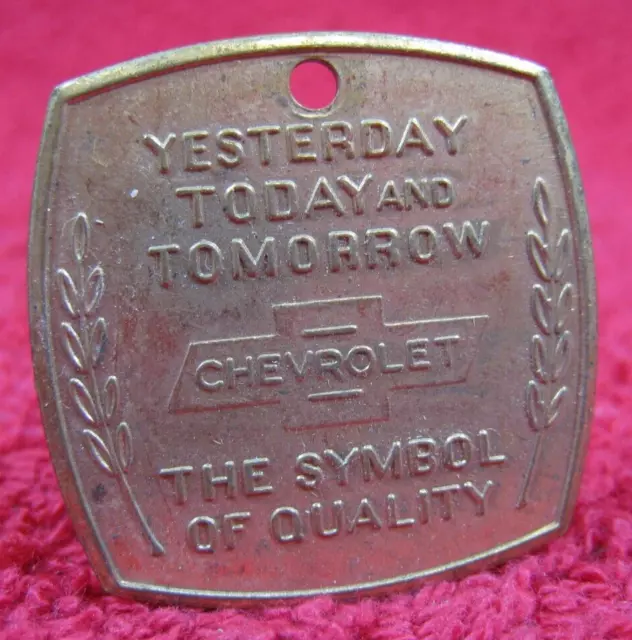 YESTERDAY
TODAY AND
TOMORROW
CHEVROLET
THE SYMBOL
OF QUALITY